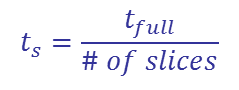 t_s = t_full / # of slices